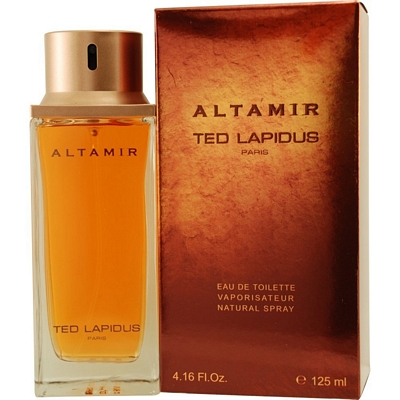 ALTAMIR
TED LAPIDUS
PARIS
ALTAMIR
TED LAPIDUS
PARIS
EAU DE TOILETTE
VAPORISATEUR
NATURAL SPRAY
4.16 Fl.Oz. ℮ 125 ml